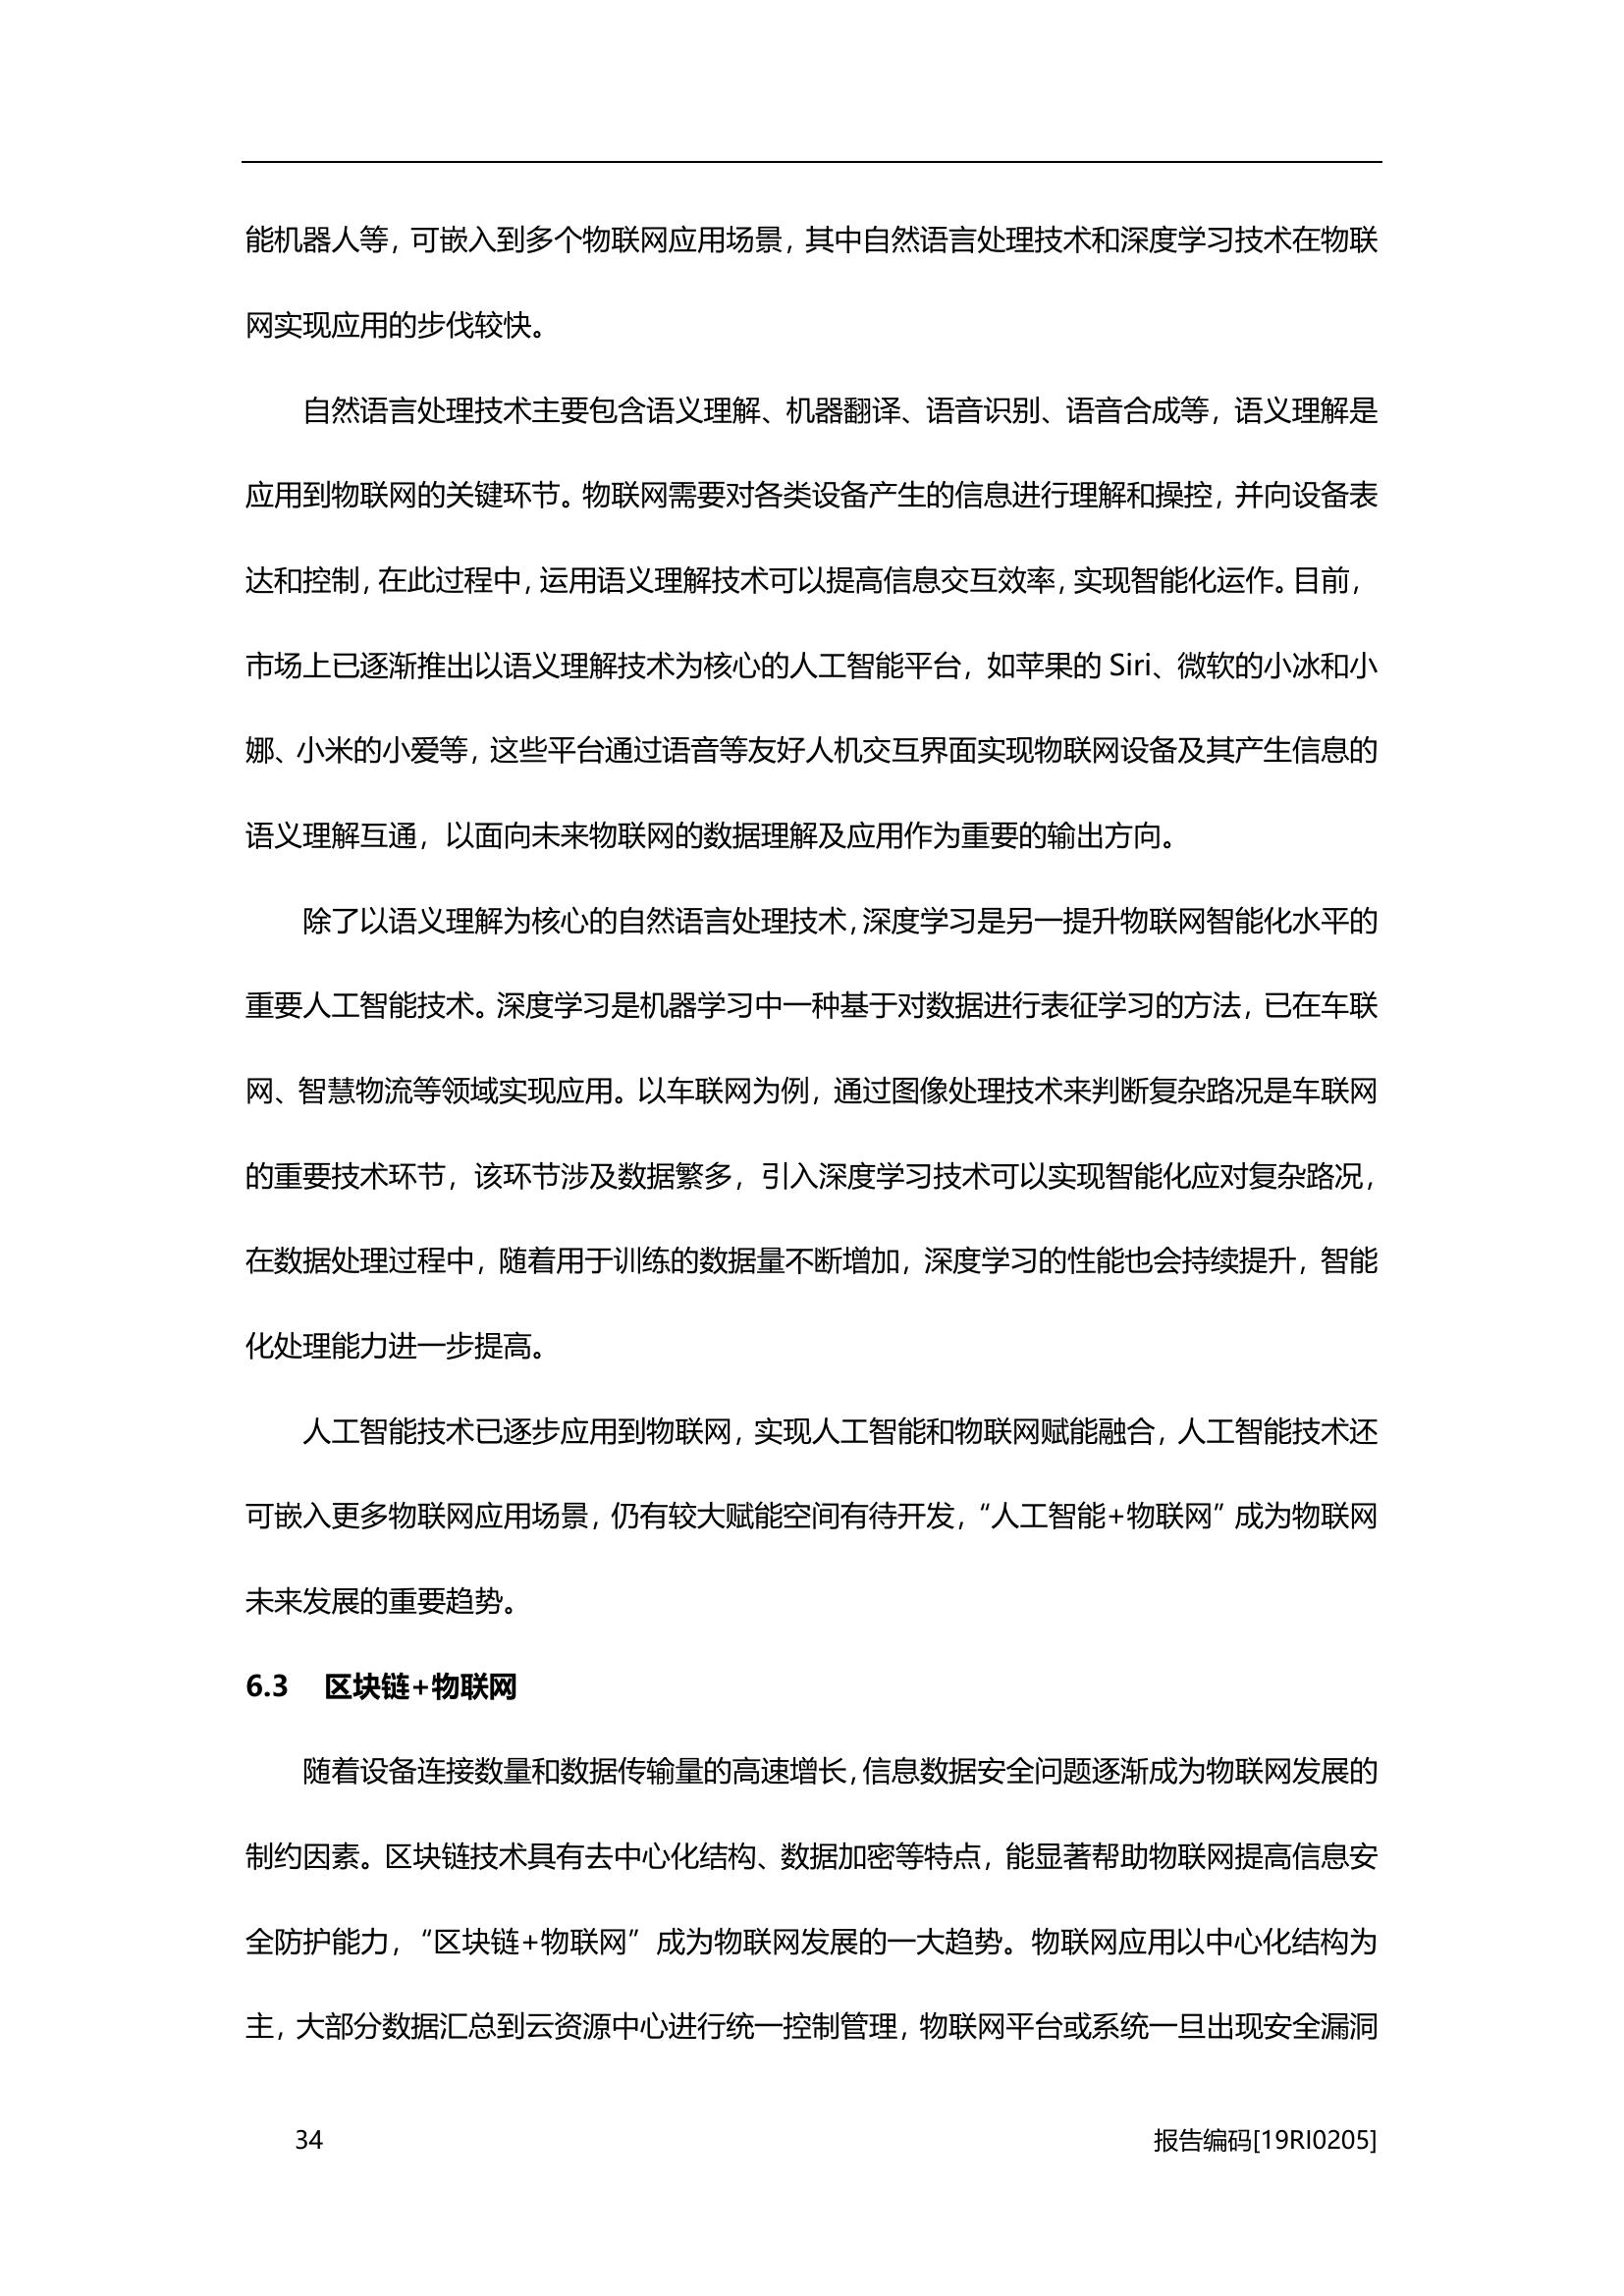 能机器人等，可嵌入到多个物联网应用场景，其中自然语言处理技术和深度学习技术在物联
网实现应用的步伐较快。
自然语言处理技术主要包含语义理解、机器翻译、语音识别、语音合成等，语义理解是
应用到物联网的关键环节。物联网需要对各类设备产生的信息进行理解和操控，并向设备表
达和控制，在此过程中，运用语义理解技术可以提高信息交互效率，实现智能化运作。目前，
市场上已逐渐推出以语义理解技术为核心的人工智能平台，如苹果的 Siri、微软的小冰和小
娜、小米的小爱等，这些平台通过语音等友好人机交互界面实现物联网设备及其产生信息的
语义理解互通，以面向未来物联网的数据理解及应用作为重要的输出方向。
除了以语义理解为核心的自然语言处理技术，深度学习是另一提升物联网智能化水平的
重要人工智能技术。深度学习是机器学习中一种基于对数据进行表征学习的方法，已在车联
网、智慧物流等领域实现应用。以车联网为例，通过图像处理技术来判断复杂路况是车联网
的重要技术环节，该环节涉及数据繁多，引入深度学习技术可以实现智能化应对复杂路况，
在数据处理过程中，随着用于训练的数据量不断增加，深度学习的性能也会持续提升，智能
化处理能力进一步提高。
人工智能技术已逐步应用到物联网，实现人工智能和物联网赋能融合，人工智能技术还
可嵌入更多物联网应用场景，仍有较大赋能空间有待开发，“人工智能+物联网”成为物联网
未来发展的重要趋势。
6.3 区块链+物联网
随着设备连接数量和数据传输量的高速增长，信息数据安全问题逐渐成为物联网发展的
制约因素。区块链技术具有去中心化结构、数据加密等特点，能显著帮助物联网提高信息安
全防护能力，“区块链+物联网”成为物联网发展的一大趋势。物联网应用以中心化结构为
主，大部分数据汇总到云资源中心进行统一控制管理，物联网平台或系统一旦出现安全漏洞
34 报告编码[19RI0205]